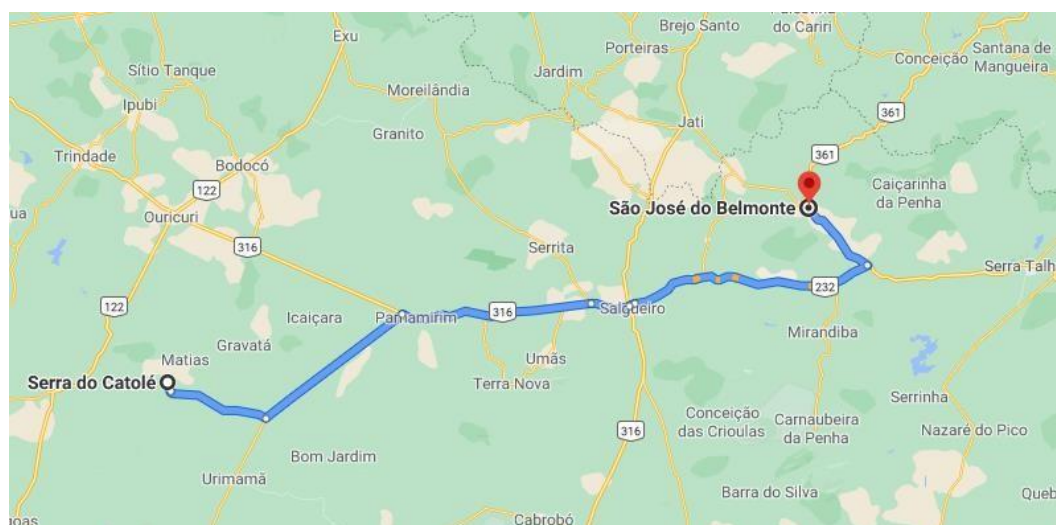 Brejo Santo
do Cariri
Exu
Porteiras
Santana de
Mangueira
Conceição
Sítio Tanque
Jardim
Moreilândia
Ipubi
361
Jati
Granito
Trindade
Bodocó
361
Caiçarinha
da Penha
122
São José do Belmonte
Ouricuri
316
Serrita
Serra Talh
232
122
Icaiçara
Parnamirim
316
Salgueiro
Mirandiba
Gravatá
Matias
Umãs
Serra do Catolé
Terra Nova
Serrinha
Conceição
das Crioulas
Carnaubeira
da Penha
316
Nazaré do Pico
Bom Jardim
Urimamã
Barra do Silva
Queb
Cabrobó
goas